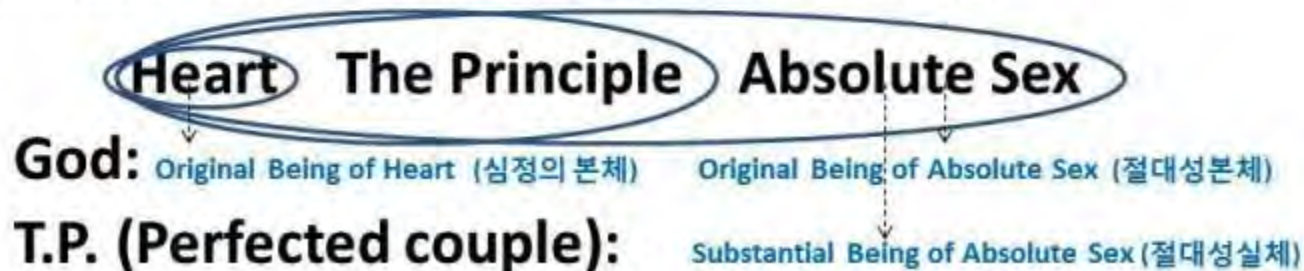 Heart The Principle Absolute Sex
God: Original Being of Heart (심정의 본체) Original Being of Absolute Sex (절대성본체)
T.P. (Perfected couple): Substantial Being of Absolute Sex (절대성실체)